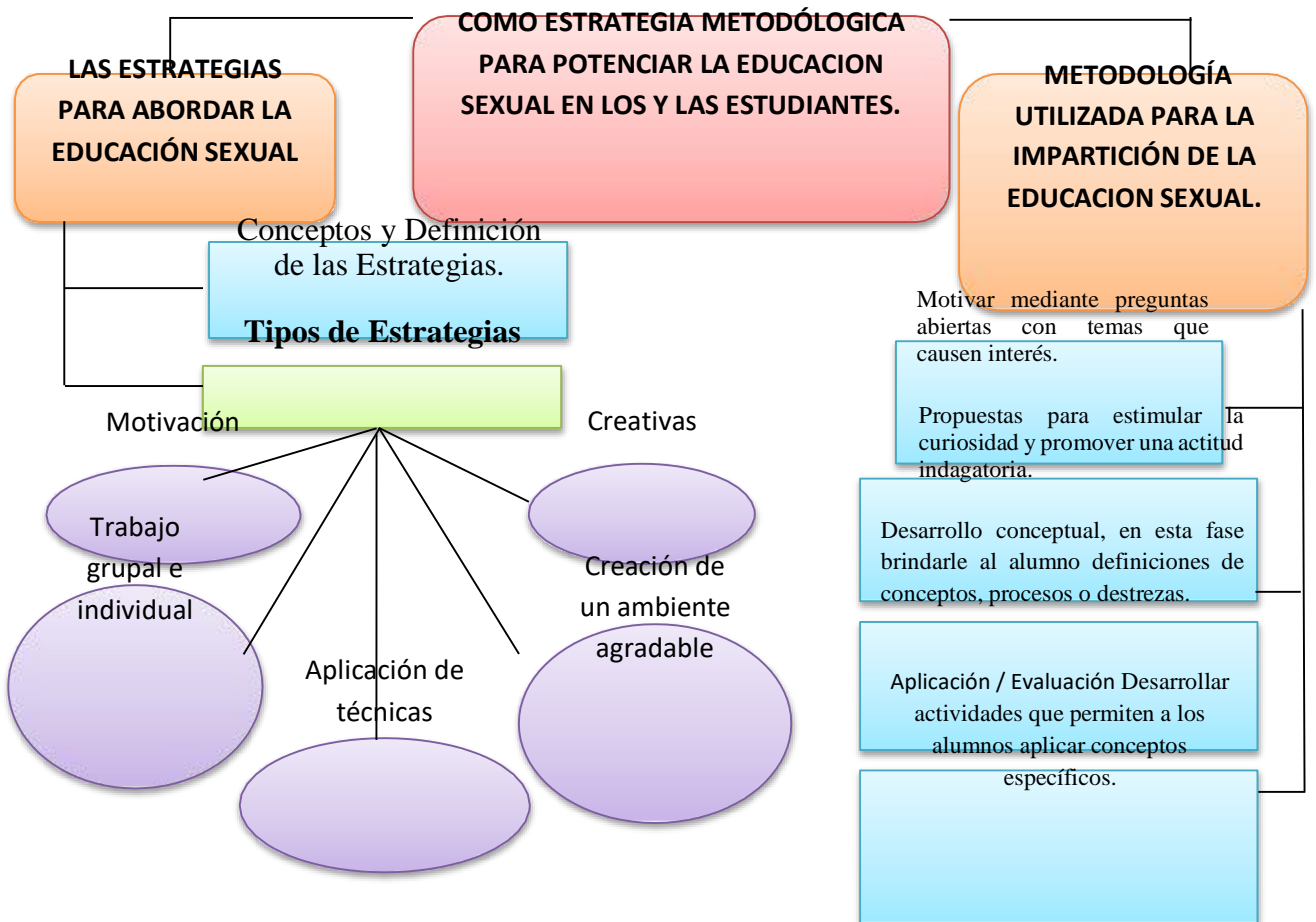 COMO ESTRATEGIA METODÓLOGICA
PARA POTENCIAR LA EDUCACION
SEXUAL EN LOS Y LAS ESTUDIANTES.
LAS ESTRATEGIAS
PARA ABORDAR LA
EDUCACIÓN SEXUAL
METODOLOGÍA
UTILIZADA PARA LA
IMPARTICIÓN DE LA
EDUCACION SEXUAL.
Conceptos y Definición
de las Estrategias.
Tipos de Estrategias
Motivación
Creativas
Trabajo
grupal e
individual
Creación de
un ambiente
agradable
Aplicación de
técnicas
Motivar mediante preguntas
abiertas con temas que
causen interés.
Propuestas para estimular la
curiosidad y promover una actitud
indagatoria.
Desarrollo conceptual, en esta fase
brindarle al alumno definiciones de
conceptos, procesos o destrezas.
Aplicación / Evaluación Desarrollar
actividades que permiten a los
alumnos aplicar conceptos
específicos.